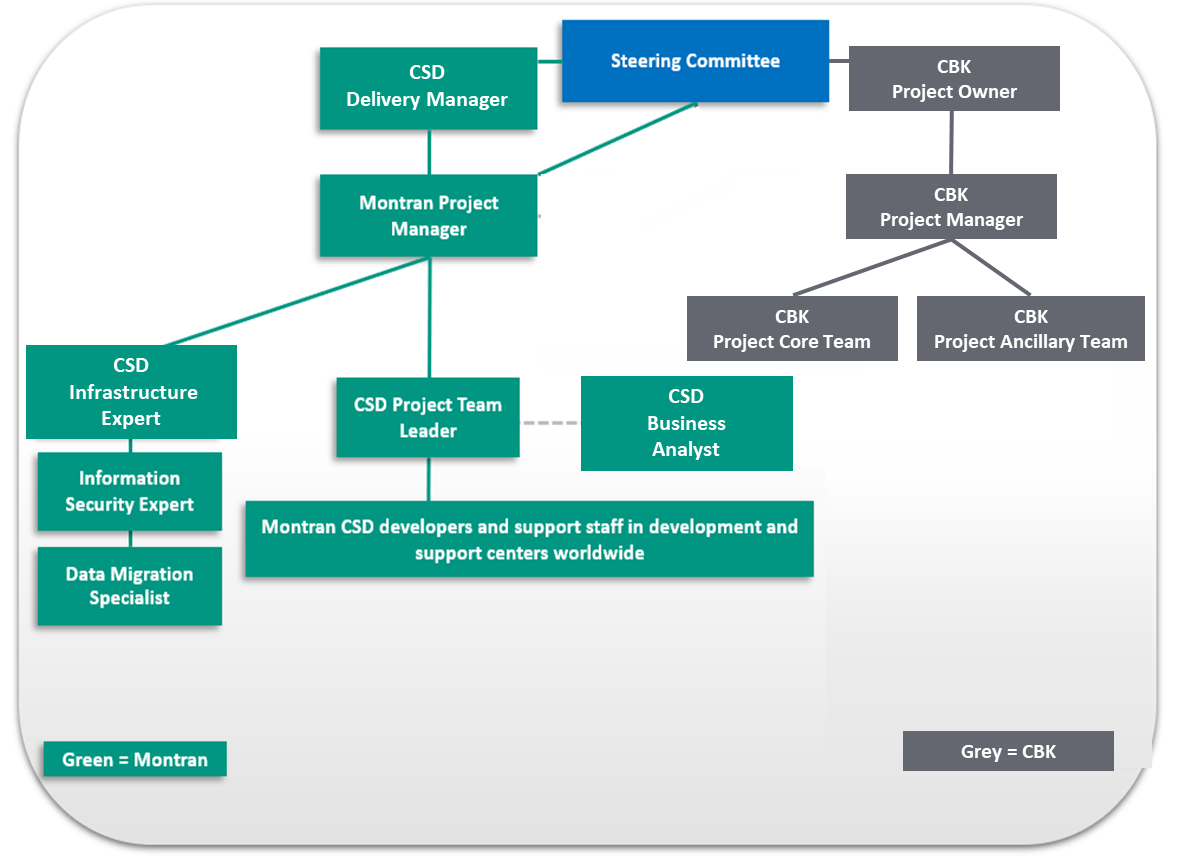 Steering Committee
CSD
Delivery Manager
CBK
Project Owner
Montran Project
Manager
CBK
Project Manager
CBK
Project Core Team
CBK
Project Ancillary Team
CSD
Infrastructure
Expert
CSD Project Team
Leader
CSD
Business
Analyst
Information
Security Expert
Montran CSD developers and support staff in development and
support centers worldwide
Data Migration
Specialist
Green = Montran
Grey = CBK